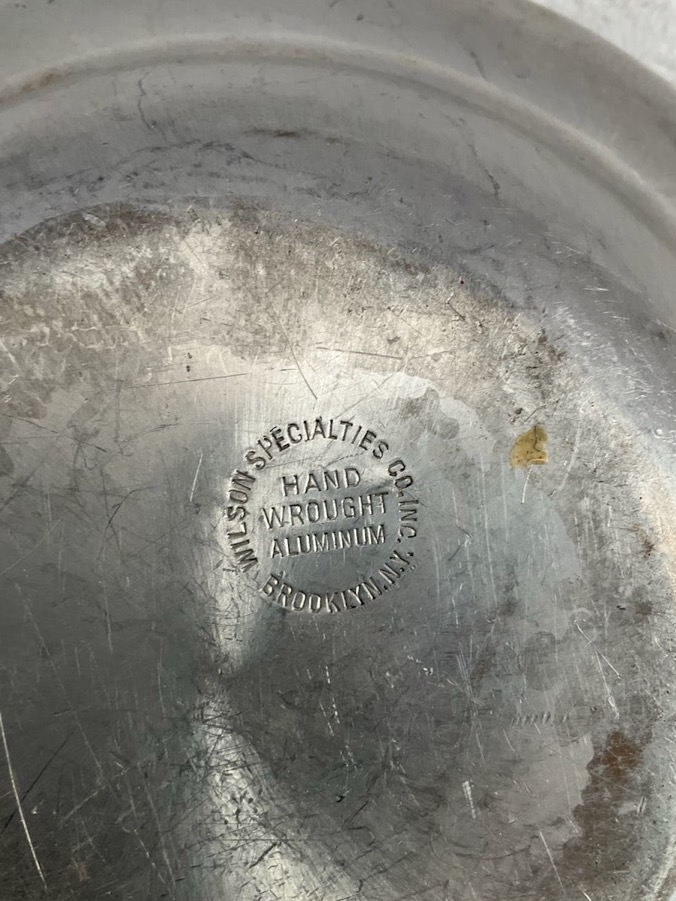 WILSON SPECIALTIES CO. INC.
HAND
WROUGHT
ALUMINUM
BROOKLYN. N.Y.